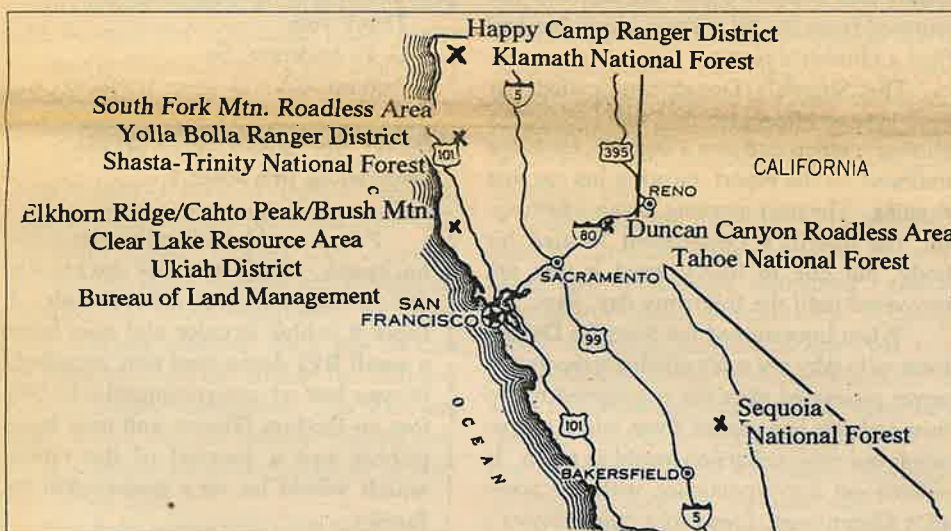 Happy Camp Ranger District
Klamath National Forest
5
South Fork Mtn. Roadless Area
Yolla Bolla Ranger District
Shasta-Trinity National Forest
101
395
CALIFORNIA
C
RENO
Elkhorn Ridge/Cahto Peak/Brush Mtn.
Clear Lake Resource Area
Ukiah District
Bureau of Land Management
80
Duncan Canyon Roadless Area
Tahoe National Forest
SACRAMENTO
SAN
FRANCISCO
99
OCEAN
Sequoia
National Forest
101
BAKERSFIELD
5